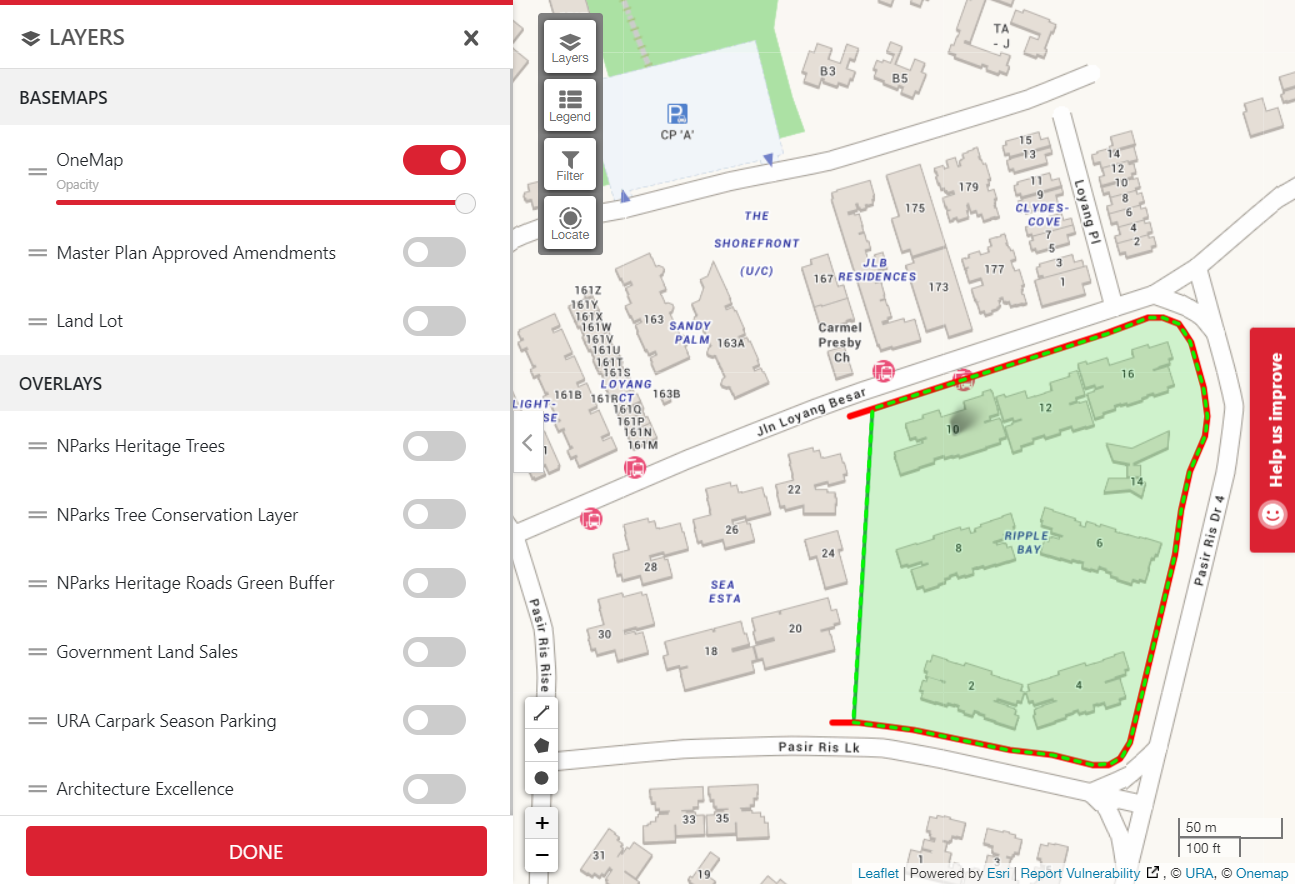 LAYERS
BASEMAPS
OneMap
Opacity
Master Plan Approved Amendments
Land Lot
OVERLAYS
NParks Heritage Trees
NParks Tree Conservation Layer
NParks Heritage Roads Green Buffer
Government Land Sales
URA Carpark Season Parking
Architecture Excellence
DONE
Layers
Legend
Filter
Locate
CP 'A'
TA
- J
B3
B5
15
13
11
9
CLYDES-
COVE
7
5
3
1
14
12
10
8
6
4
2
Loyang Pl
179
175
177
173
167
THE
SHOREFRONT
(U/C)
JLB
RESIDENCES
Carmel
Presby
Ch
163
SANDY
PALM
163A
161Z
161Y
161X
161W
161V
161U
161T
161S
161R
LOYANG
CT
161Q
161P
161N
161M
163B
161B
LIGHT-
SE
Jln Loyang Besar
16
12
10
14
RIPPLE
BAY
8
6
2
4
22
26
28
24
SEA
ESTA
30
20
18
Pasir Ris Rise
Pasir Ris Dr 4
Pasir Ris Lk
33
35
31
19
1
3
50 m
100 ft
+
−
Help us improve
Leaflet | Powered by Esri | Report Vulnerability , © URA, © Onemap